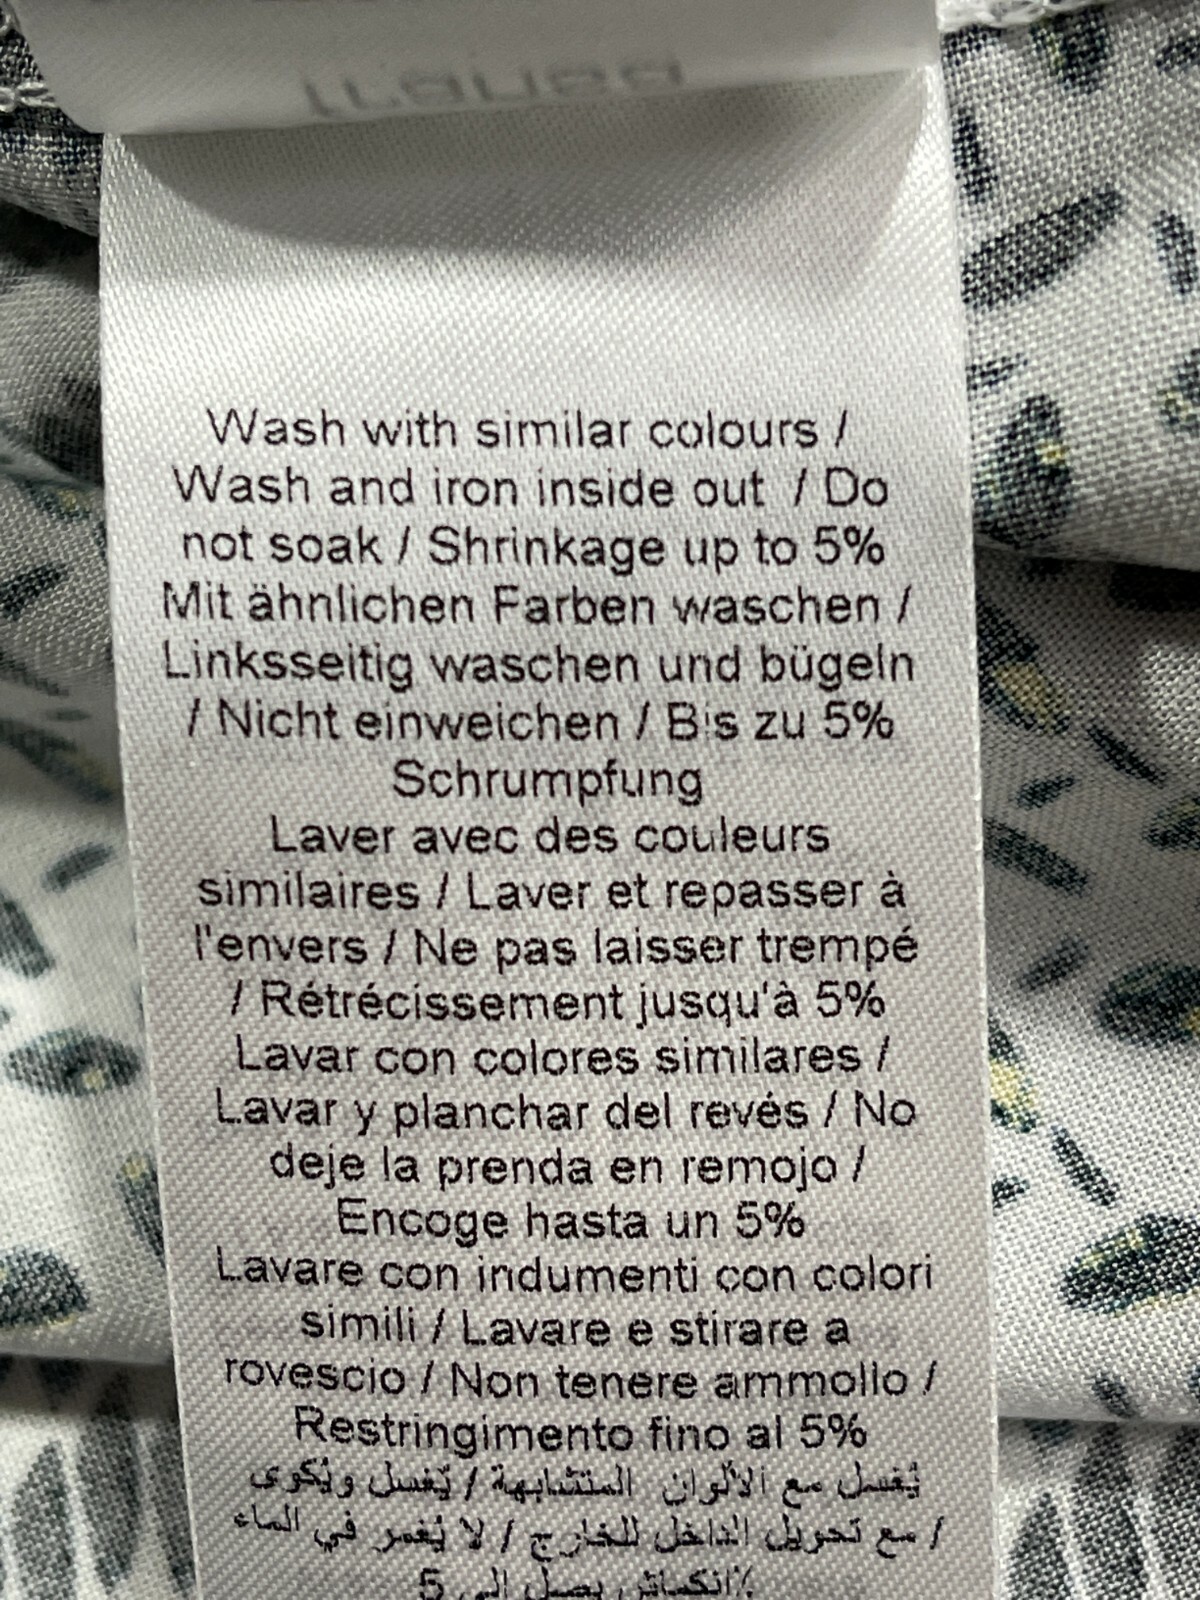 Wash with similar colours /
Wash and iron inside out / Do
not soak / Shrinkage up to 5%
Mit ähnlichen Farben waschen /
Linksseitig waschen und bügeln
/ Nicht einweichen / Bis zu 5%
Schrumpfung
Laver avec des couleurs
similaires / Laver et repasser à
l'envers / Ne pas laisser trempé
/ Rétrécissement jusqu'à 5%
Lavar con colores similares /
Lavar y planchar del revés / No
deje la prenda en remojo /
Encoge hasta un 5%
Lavare con indumenti con colori
simili / Lavare e stirare a
rovescio / Non tenere ammollo /
Restringimento fino al 5%
يُغسل مع الألوان المتشابهة / يُغسل ويُكوى
/ مع تحويل الداخل للخارج / لا يُغمر في الماء
٪انكماش يصل إلى 5